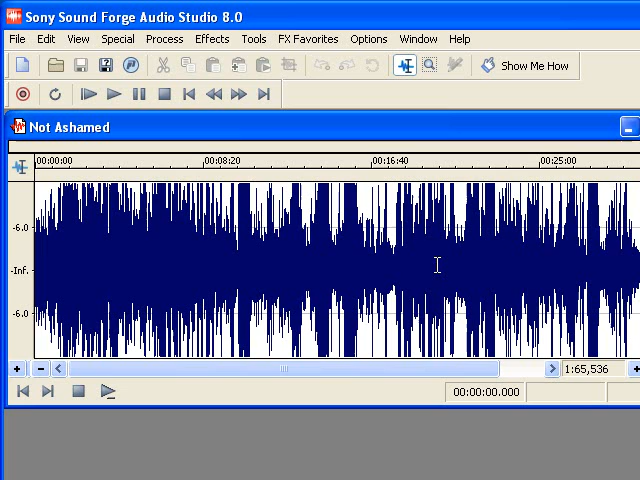 Sony Sound Forge Audio Studio 8.0
File Edit View Special Process Effects Tools FX Favorites Options Window Help
Show Me How
Not Ashamed
00:00:00 00:08:20 00:16:40 00:25:00
-6.0
-Inf.
-6.0
1:65,536
00:00:00.000